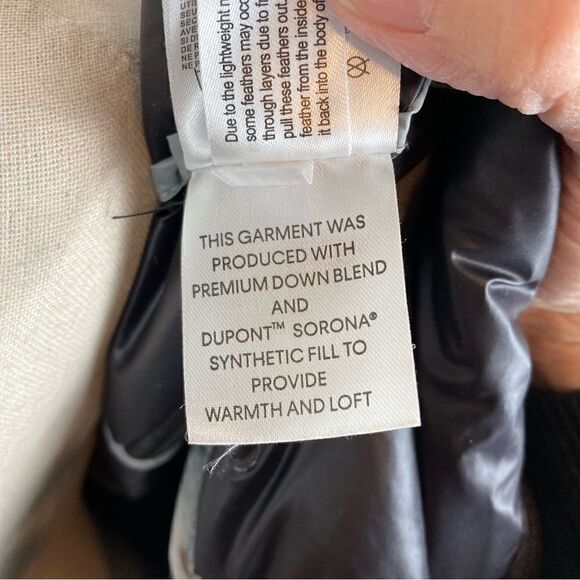 Due to the lightweight
some feathers may
through layers due to
pull these feathers out.
feather from the inside
it back into the body of
THIS GARMENT WAS
PRODUCED WITH
PREMIUM DOWN BLEND
AND
DUPONT™ SORONA®
SYNTHETIC FILL TO
PROVIDE
WARMTH AND LOFT